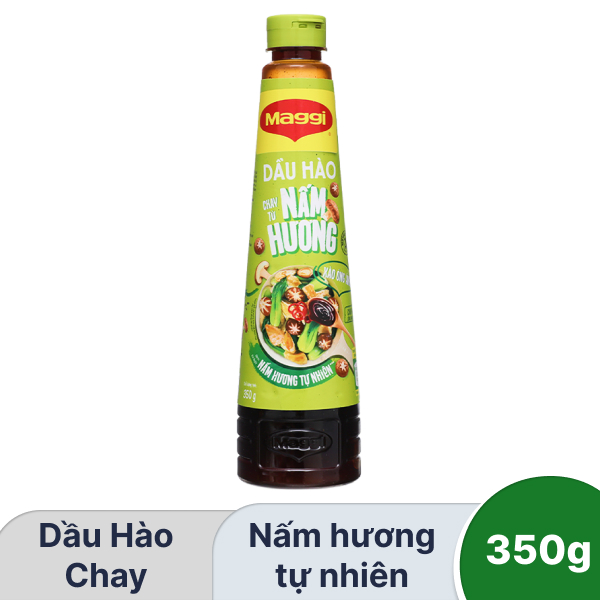 Maggi
DẦU HÀO
CHAY
TỪ
NẤM
HƯƠNG
NẤM HƯƠNG TỰ NHIÊN
350 g
Maggi
Dầu Hào
Chay
Nấm hương
tự nhiên
350g